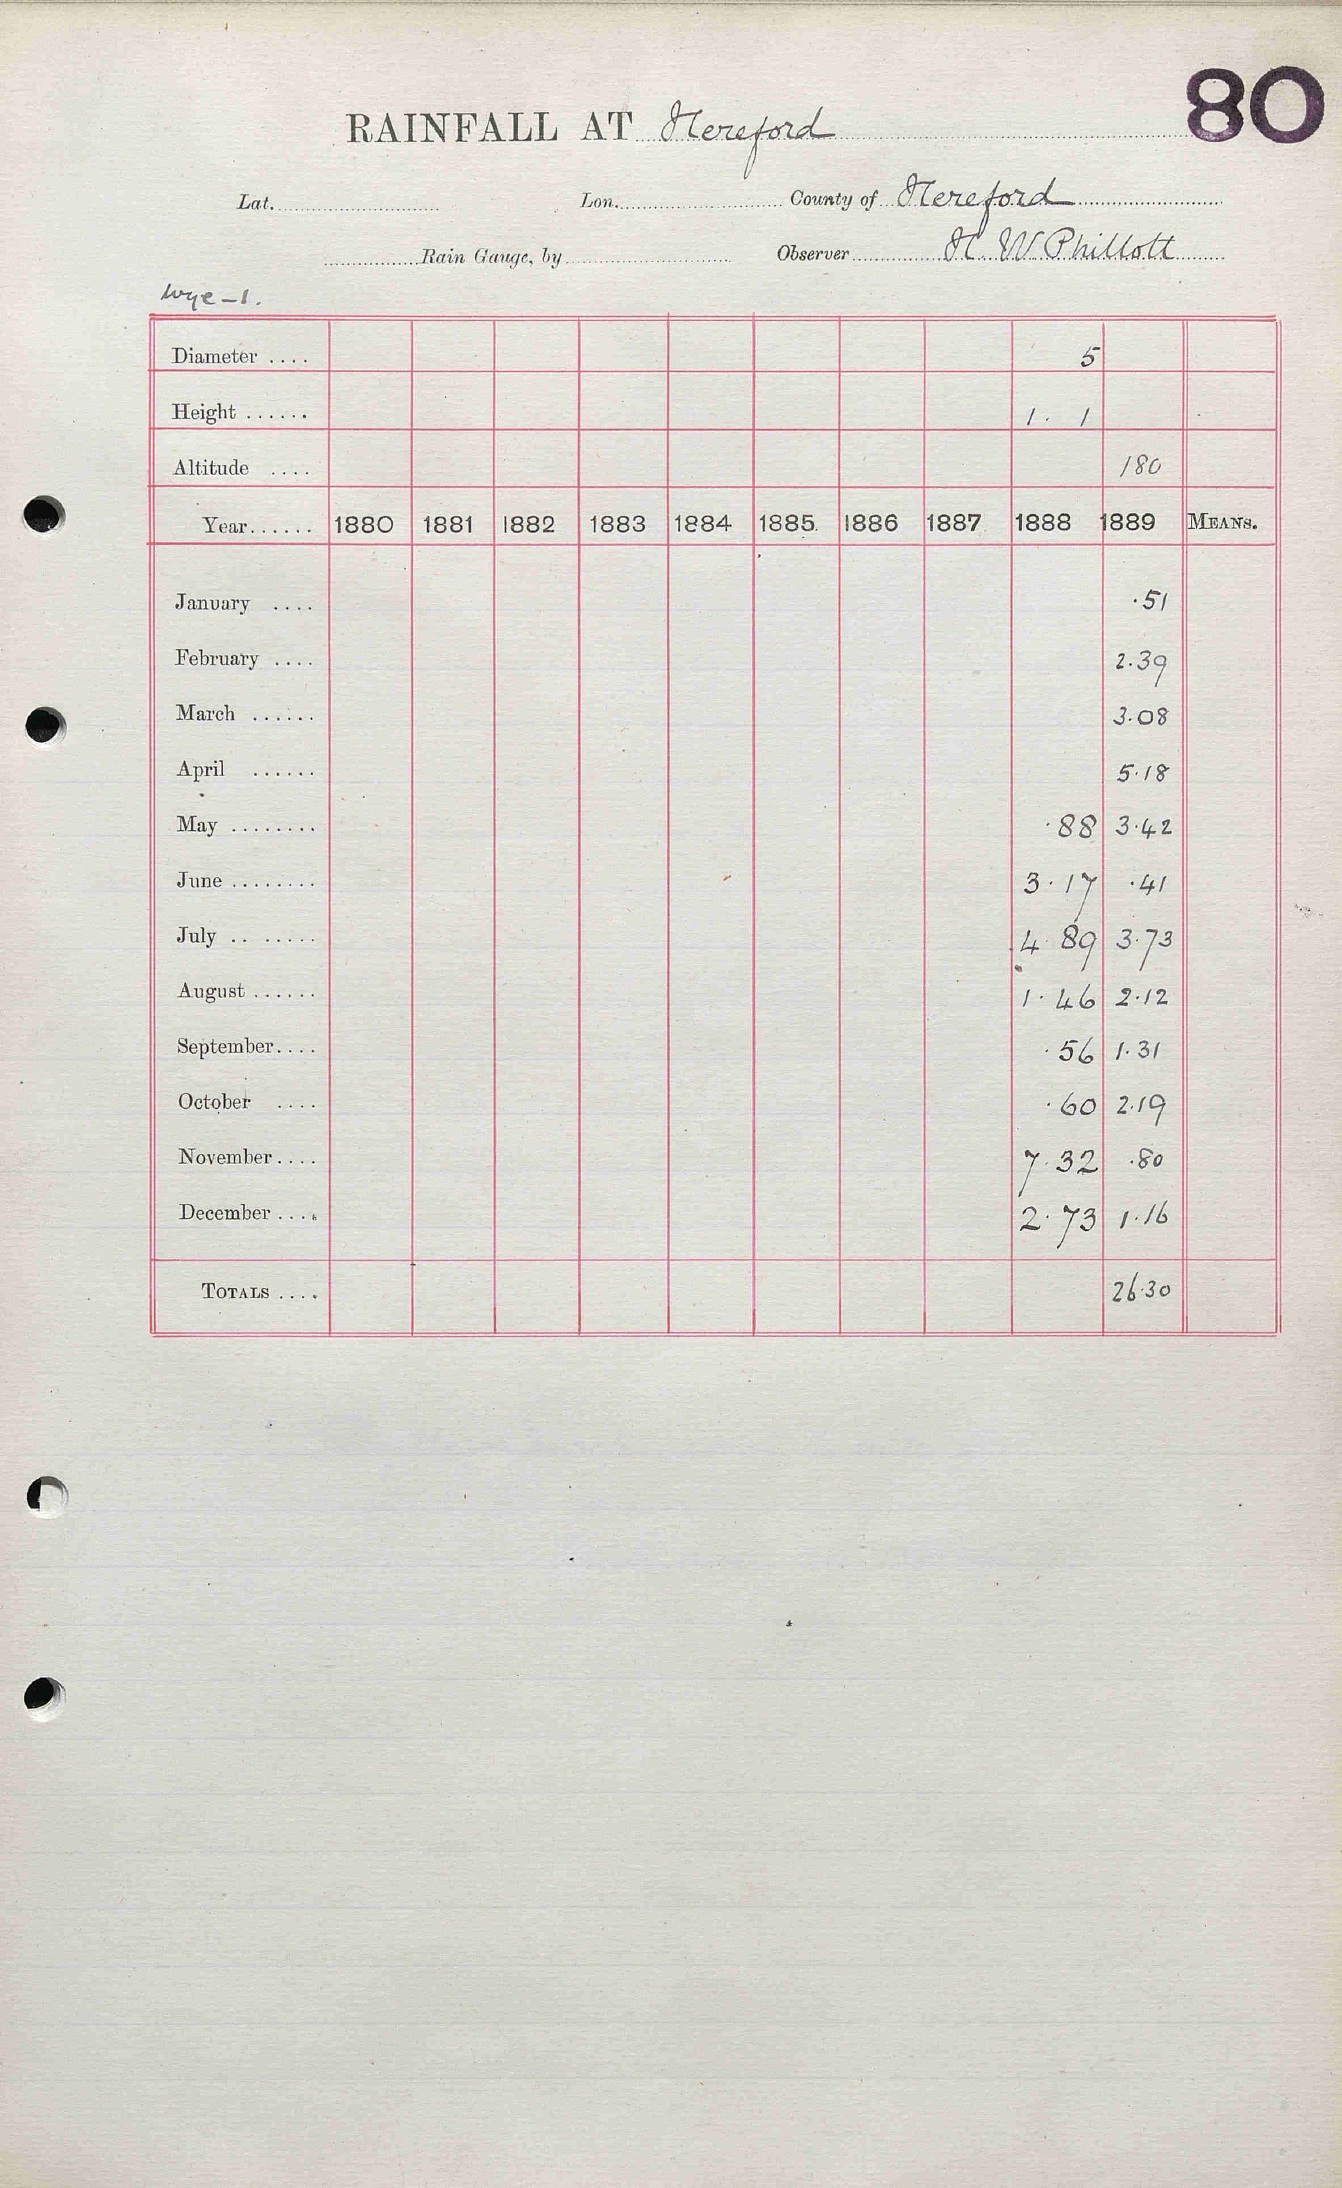 80
RAINFALL AT Hereford
Lat. Lon. County of Hereford
Rain Gauge, by Observer H. W Phillott
Wye - 1.
Diameter .... 5
Height ...... 1. 1
Altitude .... 180
Year...... 1880 1881 1882 1883 1884 1885 1886 1887 1888 1889 MEANS.
January .... .51
February .... 2.39
March ...... 3.08
April ...... 5.18
May ........ .88 3.42
June ........ 3.17 .41
July .. ...... 4.89 3.73
August ...... 1.46 2.12
September.... .56 1.31
October .... .60 2.19
November.... 7.32 .80
December .... 2.73 1.16
TOTALS .... 26.30